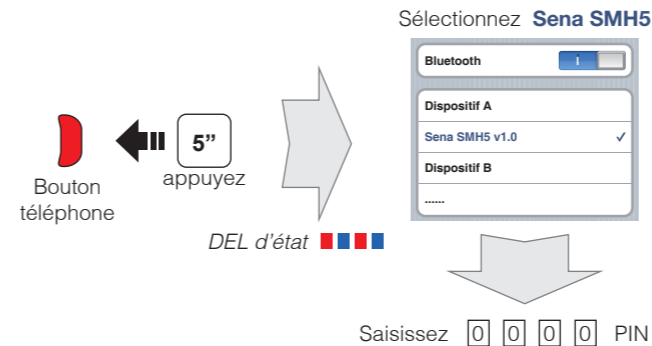 Sélectionnez Sena SMH5
Bluetooth
Dispositif A
Sena SMH5 v1.0 ✓
Dispositif B
......
5”
appuyez
Bouton
téléphone
DEL d’état
Saisissez 0 0 0 0 PIN